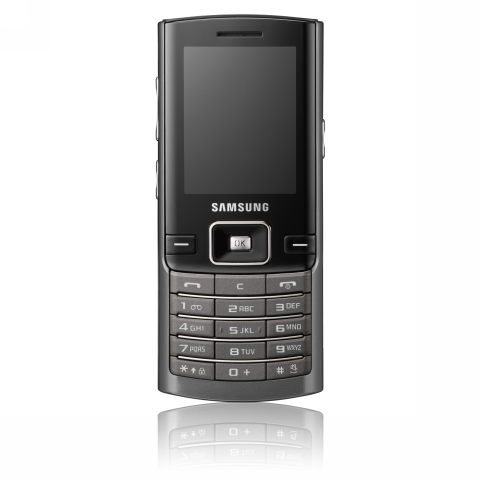 SAMSUNG
OK
C
1 2 ABC 3 DEF
4 GHI 5 JKL 6 MNO
7 PQRS 8 TUV 9 WXYZ
* 0 + #